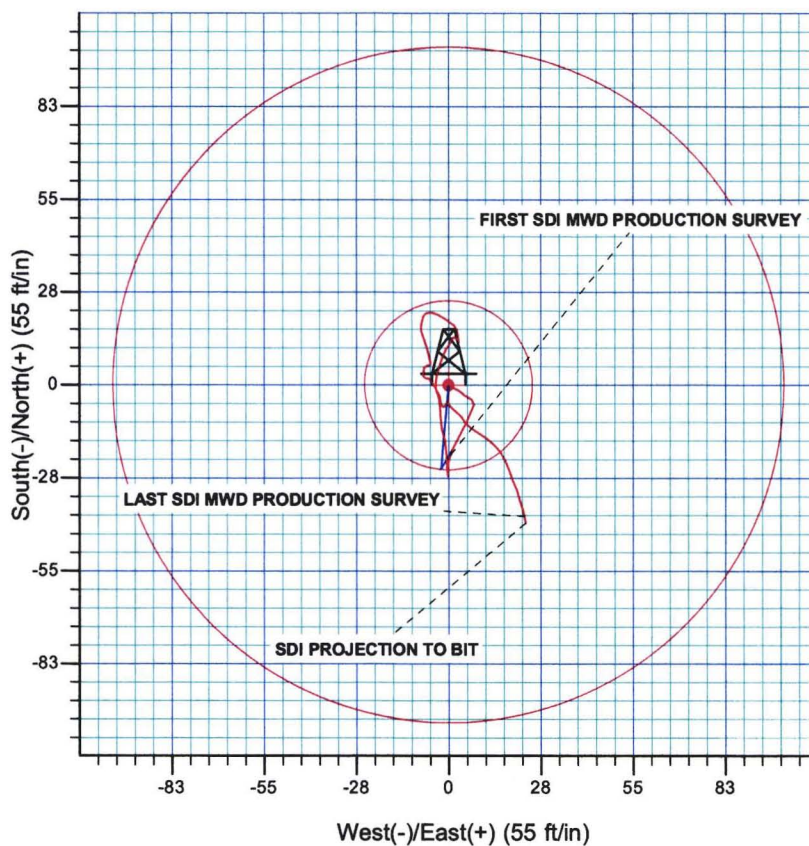 83
55
28
0
-28
-55
-83
South(-)/North(+) (55 ft/in)
FIRST SDI MWD PRODUCTION SURVEY
LAST SDI MWD PRODUCTION SURVEY
SDI PROJECTION TO BIT
-83 -55 -28 0 28 55 83
West(-)/East(+) (55 ft/in)